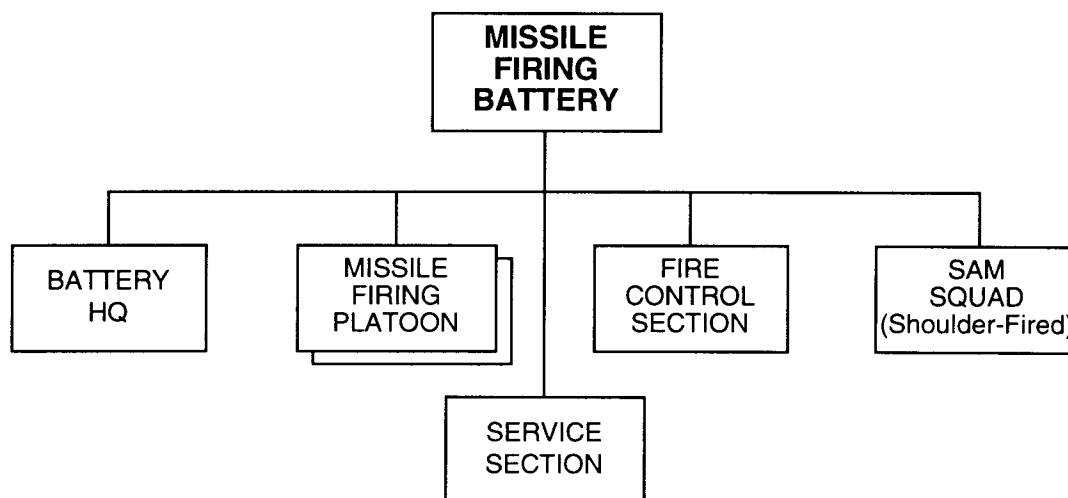 MISSILE
FIRING
BATTERY
BATTERY
HQ
MISSILE
FIRING
PLATOON
FIRE
CONTROL
SECTION
SAM
SQUAD
(Shoulder-Fired)
SERVICE
SECTION